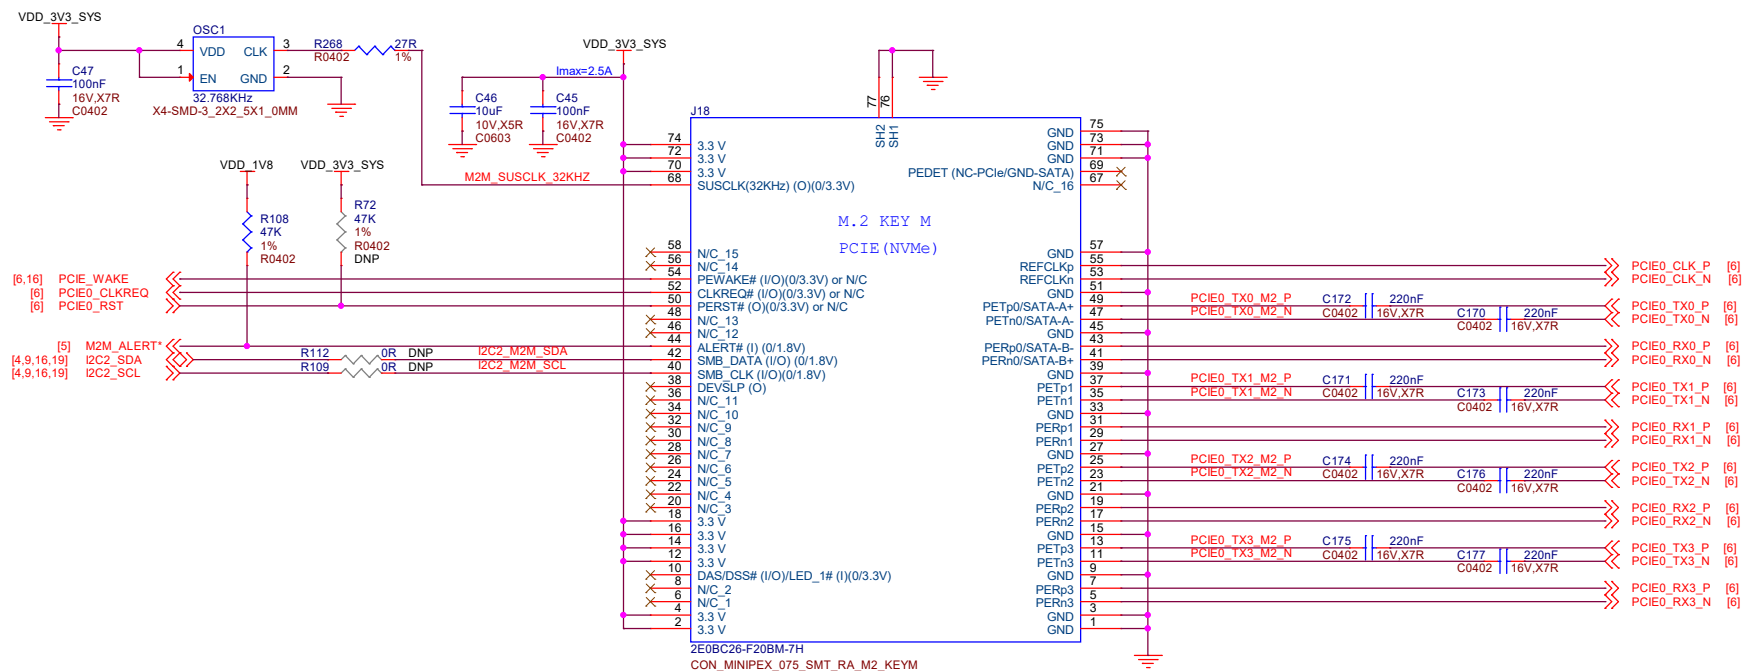 VDD_3V3_SYS
OSC1
4 VDD CLK 3
1 EN GND 2
32.768KHz
X4-SMD-3_2X2_5X1_0MM
C47
100nF
16V,X7R
C0402
R268 27R
R0402 1%
VDD_3V3_SYS
Imax=2.5A
C46
10uF
10V,X5R
C0603
C45
100nF
16V,X7R
C0402
VDD_1V8 VDD_3V3_SYS
R108
47K
1%
R0402
R72
47K
1%
R0402
DNP
M2M_SUSCLK_32KHZ
[6,16] PCIE_WAKE
[6] PCIE0_CLKREQ
[6] PCIE0_RST
[5] M2M_ALERT*
[4,9,16,19] I2C2_SDA
[4,9,16,19] I2C2_SCL
R112 0R DNP I2C2_M2M_SDA
R109 0R DNP I2C2_M2M_SCL
J18
77 76
SH2 SH1
M.2 KEY M
PCIE(NVMe)
74 3.3 V
72 3.3 V
70 3.3 V
68 SUSCLK(32KHz) (O)(0/3.3V)
58 N/C_15
56 N/C_14
54 PEWAKE# (I/O)(0/3.3V) or N/C
52 CLKREQ# (I/O)(0/3.3V) or N/C
50 PERST# (O)(0/3.3V) or N/C
48 N/C_13
46 N/C_12
44 ALERT# (I) (0/1.8V)
42 SMB_DATA (I/O) (0/1.8V)
40 SMB_CLK (I/O)(0/1.8V)
38 DEVSLP (O)
36 N/C_11
34 N/C_10
32 N/C_9
30 N/C_8
28 N/C_7
26 N/C_6
24 N/C_5
22 N/C_4
20 N/C_3
18 3.3 V
16 3.3 V
14 3.3 V
12 3.3 V
10 DAS/DSS# (I/O)/LED_1# (I)(0/3.3V)
8 N/C_2
6 N/C_1
4 3.3 V
2 3.3 V
GND 75
GND 73
GND 71
PEDET (NC-PCIe/GND-SATA) 69
N/C_16 67
GND 57
REFCLKp 55
REFCLKn 53
GND 51
PETp0/SATA-A+ 49
PETn0/SATA-A- 47
GND 45
PERp0/SATA-B- 43
PERn0/SATA-B+ 41
GND 39
PETp1 37
PETn1 35
GND 33
PERp1 31
PERn1 29
GND 27
PETp2 25
PETn2 23
GND 21
PERp2 19
PERn2 17
GND 15
PETp3 13
PETn3 11
GND 9
PERp3 7
PERn3 5
GND 3
GND 1
2E0BC26-F20BM-7H
CON_MINIPEX_075_SMT_RA_M2_KEYM
PCIE0_CLK_P [6]
PCIE0_CLK_N [6]
PCIE0_TX0_M2_P C172 220nF PCIE0_TX0_P [6]
C0402 16V,X7R
PCIE0_TX0_M2_N C170 220nF PCIE0_TX0_N [6]
C0402 16V,X7R
PCIE0_RX0_P [6]
PCIE0_RX0_N [6]
PCIE0_TX1_M2_P C171 220nF PCIE0_TX1_P [6]
C0402 16V,X7R
PCIE0_TX1_M2_N C173 220nF PCIE0_TX1_N [6]
C0402 16V,X7R
PCIE0_RX1_P [6]
PCIE0_RX1_N [6]
PCIE0_TX2_M2_P C174 220nF PCIE0_TX2_P [6]
C0402 16V,X7R
PCIE0_TX2_M2_N C176 220nF PCIE0_TX2_N [6]
C0402 16V,X7R
PCIE0_RX2_P [6]
PCIE0_RX2_N [6]
PCIE0_TX3_M2_P C175 220nF PCIE0_TX3_P [6]
C0402 16V,X7R
PCIE0_TX3_M2_N C177 220nF PCIE0_TX3_N [6]
C0402 16V,X7R
PCIE0_RX3_P [6]
PCIE0_RX3_N [6]